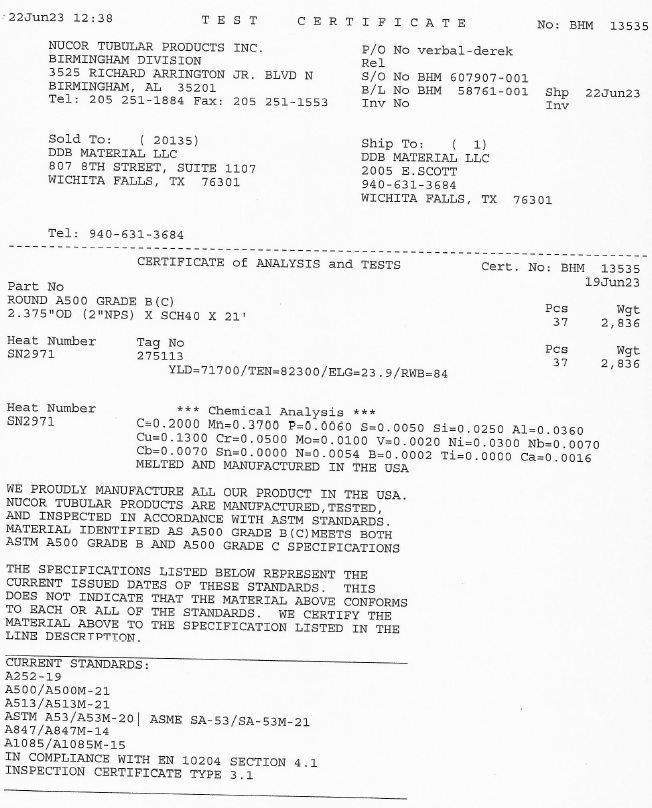 22Jun23 12:38 TEST CERTIFICATE No: BHM 13535
NUCOR TUBULAR PRODUCTS INC.
BIRMINGHAM DIVISION
3525 RICHARD ARRINGTON JR. BLVD N
BIRMINGHAM, AL 35201
Tel: 205 251-1884 Fax: 205 251-1553
P/O No verbal-derek
Rel
S/O No BHM 607907-001
B/L No BHM 58761-001 Shp 22Jun23
Inv No Inv
Sold To: ( 20135)
DDB MATERIAL LLC
807 8TH STREET, SUITE 1107
WICHITA FALLS, TX 76301
Tel: 940-631-3684
Ship To: ( 1)
DDB MATERIAL LLC
2005 E.SCOTT
940-631-3684
WICHITA FALLS, TX 76301
CERTIFICATE of ANALYSIS and TESTS Cert. No: BHM 13535
19Jun23
Part No
ROUND A500 GRADE B(C) Pcs Wgt
2.375"OD (2"NPS) X SCH40 X 21' 37 2,836
Heat Number Tag No Pcs Wgt
SN2971 275113 37 2,836
YLD=71700/TEN=82300/ELG=23.9/RWB=84
Heat Number *** Chemical Analysis ***
SN2971 C=0.2000 Mn=0.3700 P=0.0060 S=0.0050 Si=0.0250 Al=0.0360
Cu=0.1300 Cr=0.0500 Mo=0.0100 V=0.0020 Ni=0.0300 Nb=0.0070
Cb=0.0070 Sn=0.0000 N=0.0054 B=0.0002 Ti=0.0000 Ca=0.0016
MELTED AND MANUFACTURED IN THE USA
WE PROUDLY MANUFACTURE ALL OUR PRODUCT IN THE USA.
NUCOR TUBULAR PRODUCTS ARE MANUFACTURED,TESTED,
AND INSPECTED IN ACCORDANCE WITH ASTM STANDARDS.
MATERIAL IDENTIFIED AS A500 GRADE B(C)MEETS BOTH
ASTM A500 GRADE B AND A500 GRADE C SPECIFICATIONS
THE SPECIFICATIONS LISTED BELOW REPRESENT THE
CURRENT ISSUED DATES OF THESE STANDARDS. THIS
DOES NOT INDICATE THAT THE MATERIAL ABOVE CONFORMS
TO EACH OR ALL OF THE STANDARDS. WE CERTIFY THE
MATERIAL ABOVE TO THE SPECIFICATION LISTED IN THE
LINE DESCRIPTION.
CURRENT STANDARDS:
A252-19
A500/A500M-21
A513/A513M-21
ASTM A53/A53M-20| ASME SA-53/SA-53M-21
A847/A847M-14
A1085/A1085M-15
IN COMPLIANCE WITH EN 10204 SECTION 4.1
INSPECTION CERTIFICATE TYPE 3.1